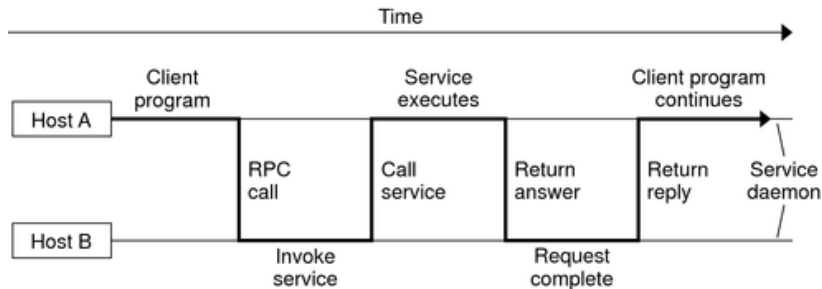 Time
Client
program
Service
executes
Client program
continues
Host A
RPC
call
Call
service
Return
answer
Return
reply
Service
daemon
Host B
Invoke
service
Request
complete